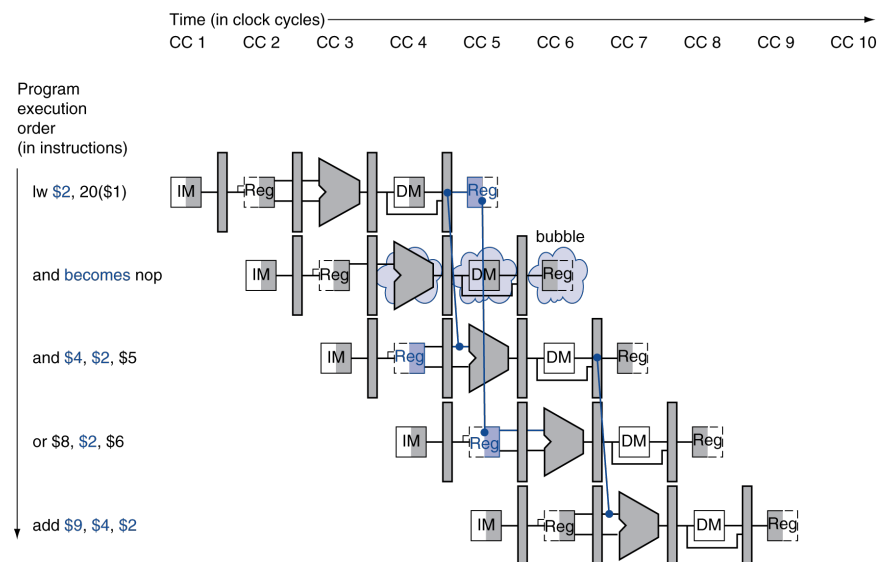 Time (in clock cycles)
CC 1 CC 2 CC 3 CC 4 CC 5 CC 6 CC 7 CC 8 CC 9 CC 10
Program
execution
order
(in instructions)
lw $2, 20($1) IM Reg DM Reg
bubble
and becomes nop IM Reg DM Reg
and $4, $2, $5 IM Reg DM Reg
or $8, $2, $6 IM Reg DM Reg
add $9, $4, $2 IM Reg DM Reg